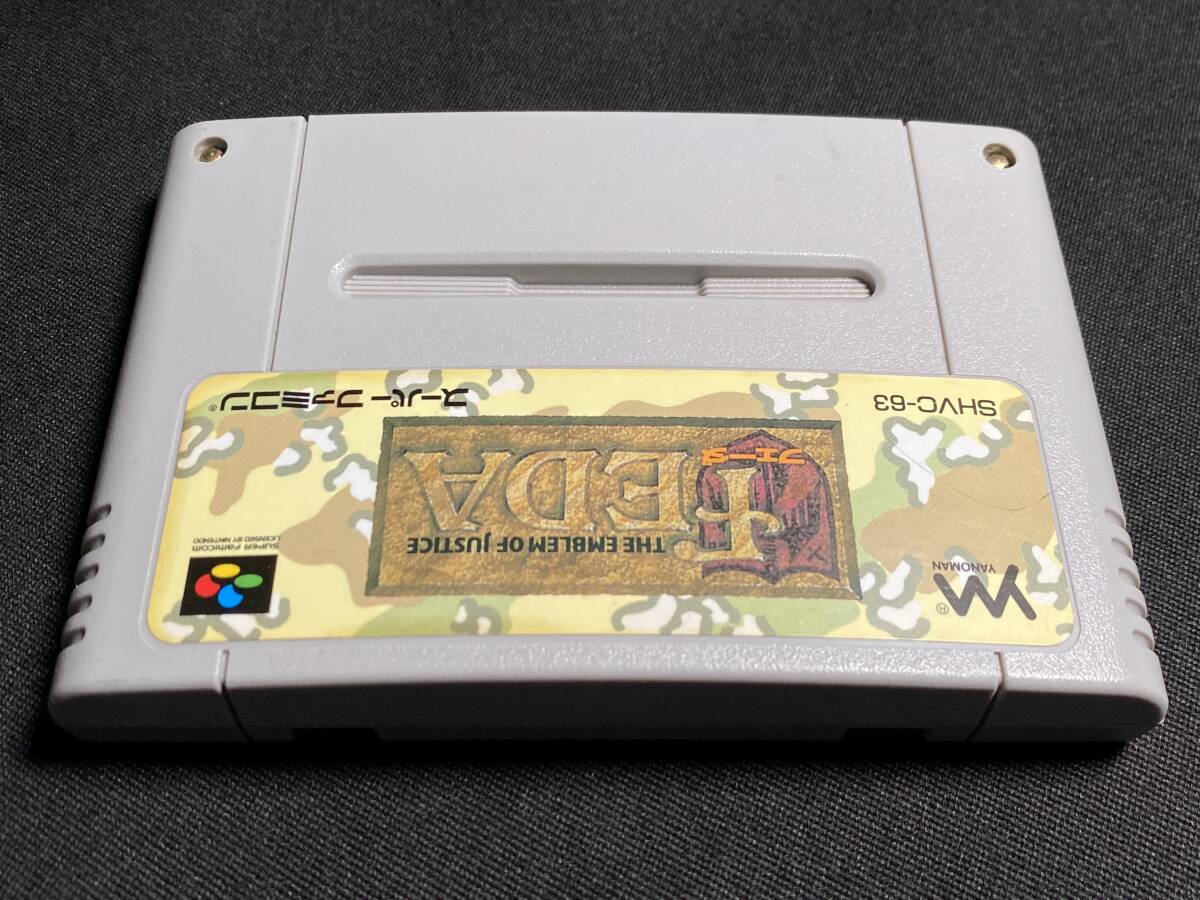 YANOMAN
®
THE EMBLEM OF JUSTICE
FEDA
フェーダ
SUPER FAMICOM
LICENSED BY NINTENDO
SHVC-63
スーパーファミコン®